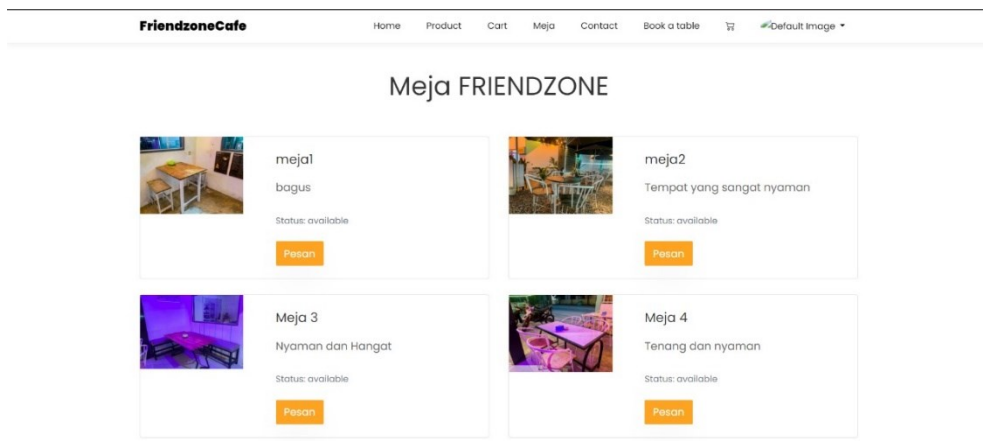 FriendzoneCafe Home Product Cart Meja Contact Book a table Default Image
Meja FRIENDZONE
meja1
bagus
Status: available
Pesan
meja2
Tempat yang sangat nyaman
Status: available
Pesan
Meja 3
Nyaman dan Hangat
Status: available
Pesan
Meja 4
Tenang dan nyaman
Status: available
Pesan